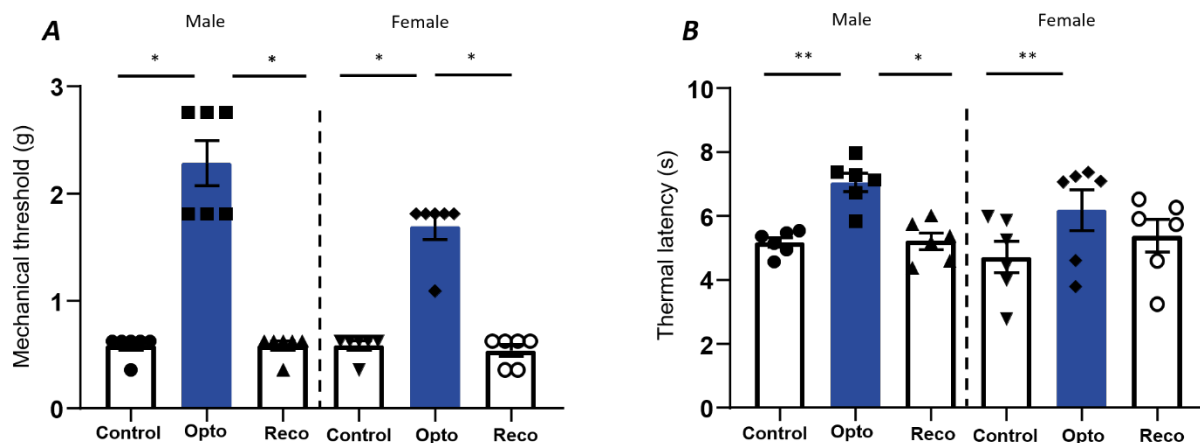 A
Male
Female
*
*
*
*
Mechanical threshold (g)
3
2
1
0
Control
Opto
Reco
Control
Opto
Reco
B
Male
Female
**
*
**
Thermal latency (s)
10
8
6
4
2
0
Control
Opto
Reco
Control
Opto
Reco